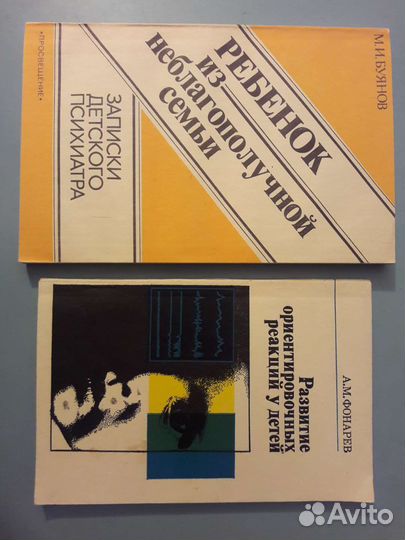 М.И.БУЯНОВ
РЕБЕНОК
ИЗ
неблагополучной
семьи
ЗАПИСКИ
ДЕТСКОГО
ПСИХИАТРА
«ПРОСВЕЩЕНИЕ»
А.М.ФОНАРЕВ
Развитие
ориентировочных
реакций у детей
Avito